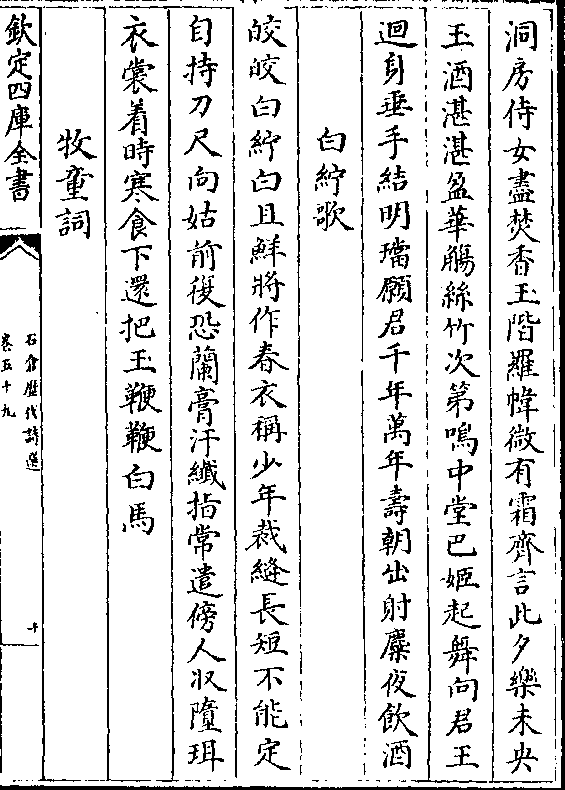 洞房侍女盡焚香玉階羅幃微有霜齊言此夕樂未央
玉酒湛湛盈華觴絲竹次第鳴中堂巴姬起舞向君王
迴身垂手結明璫願君千年萬年壽朝出射麋夜飲酒
白紵歌
皎皎白紵白且鮮將作春衣稱少年裁縫長短不能定
自持刀尺向姑前復恐蘭膏汙纖指常遣傍人收墮珥
衣裳着時寒食下還把玉鞭鞭白馬
牧童詞
欽定四庫全書
石倉歷代詩選
卷五十九
十